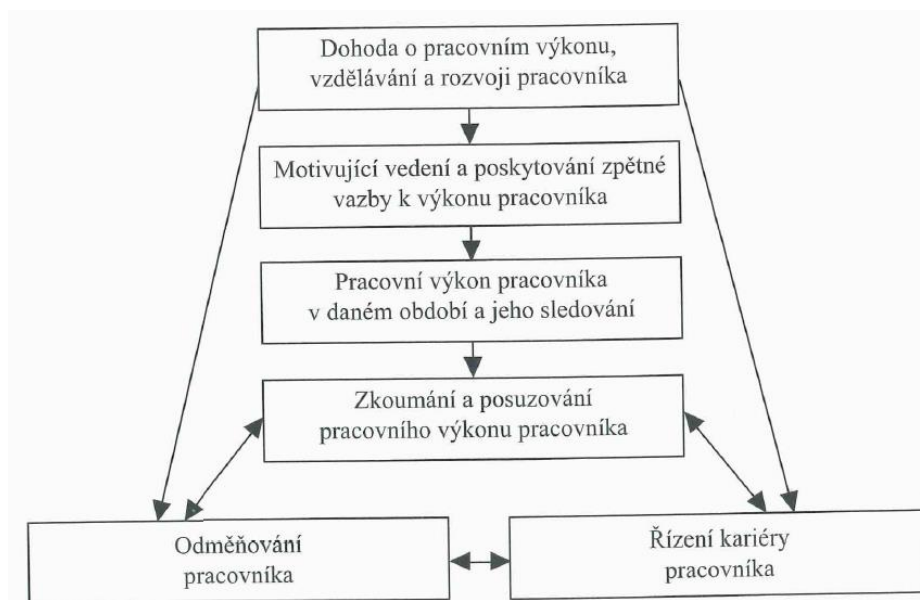 Dohoda o pracovním výkonu,
vzdělávání a rozvoji pracovníka
Motivující vedení a poskytování zpětné
vazby k výkonu pracovníka
Pracovní výkon pracovníka
v daném období a jeho sledování
Zkoumání a posuzování
pracovního výkonu pracovníka
Odměňování
pracovníka
Řízení kariéry
pracovníka